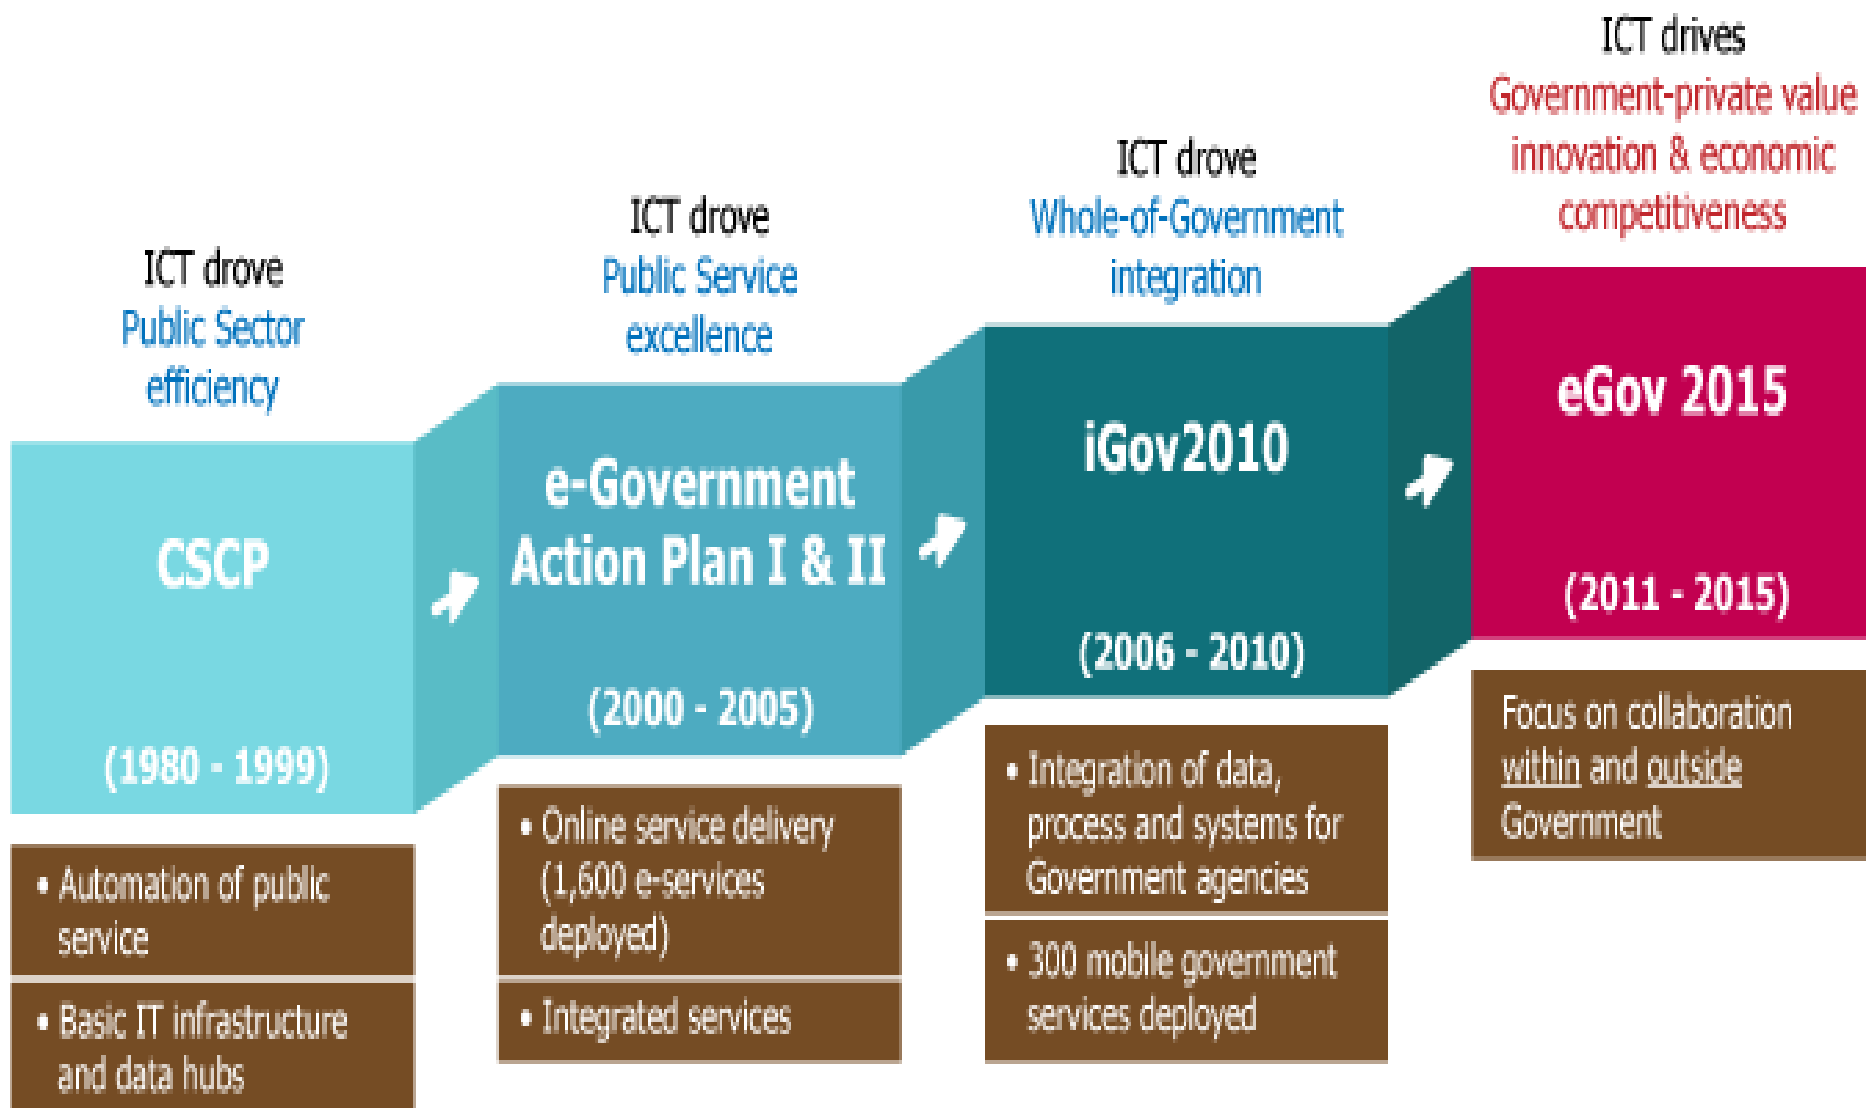 ICT drove
Public Sector
efficiency
CSCP
(1980 - 1999)
• Automation of public
service
• Basic IT infrastructure
and data hubs
ICT drove
Public Service
excellence
e-Government
Action Plan I & II
(2000 - 2005)
• Online service delivery
(1,600 e-services
deployed)
• Integrated services
ICT drove
Whole-of-Government
integration
iGov2010
(2006 - 2010)
• Integration of data,
process and systems for
Government agencies
• 300 mobile government
services deployed
ICT drives
Government-private value
innovation & economic
competitiveness
eGov 2015
(2011 - 2015)
Focus on collaboration
within and outside
Government